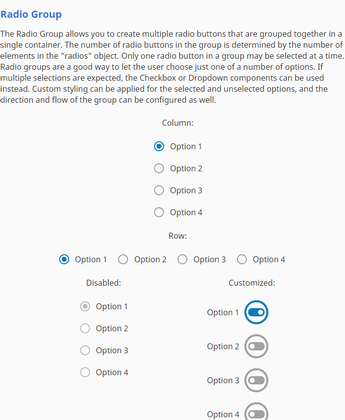 Radio Group
The Radio Group allows you to create multiple radio buttons that are grouped together in a
single container. The number of radio buttons in the group is determined by the number of
elements in the "radios" object. Only one radio button in a group may be selected at a time.
Radio groups are a good way to let the user choose just one of a number of options. If
multiple selections are expected, the Checkbox or Dropdown components can be used
instead. Custom styling can be applied for the selected and unselected options, and the
direction and flow of the group can be configured as well.
Column:
Option 1
Option 2
Option 3
Option 4
Row:
Option 1 Option 2 Option 3 Option 4
Disabled:
Option 1
Option 2
Option 3
Option 4
Customized:
Option 1
Option 2
Option 3
Option 4